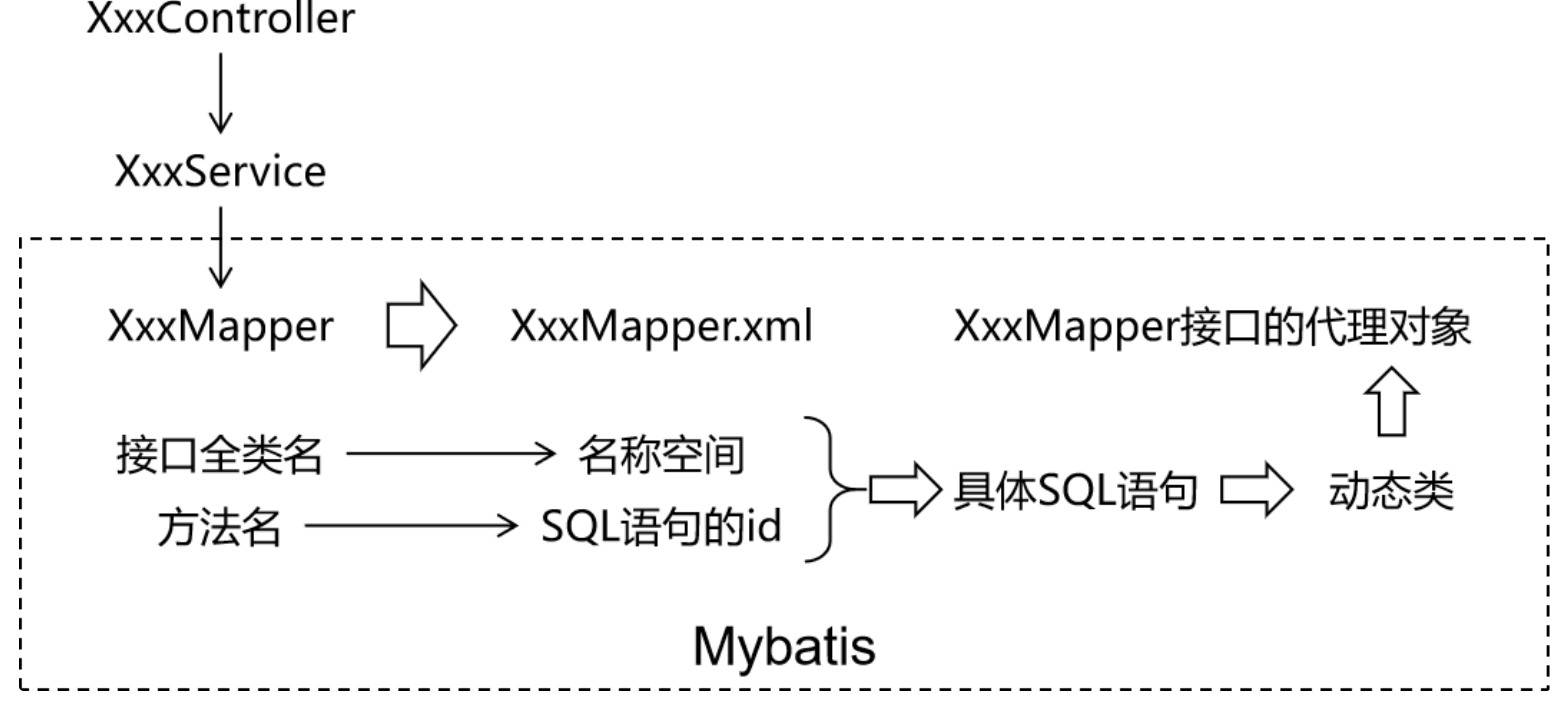 XxxController
XxxService
XxxMapper XxxMapper.xml XxxMapper接口的代理对象
接口全类名 名称空间
具体SQL语句 动态类
方法名 SQL语句的id
Mybatis